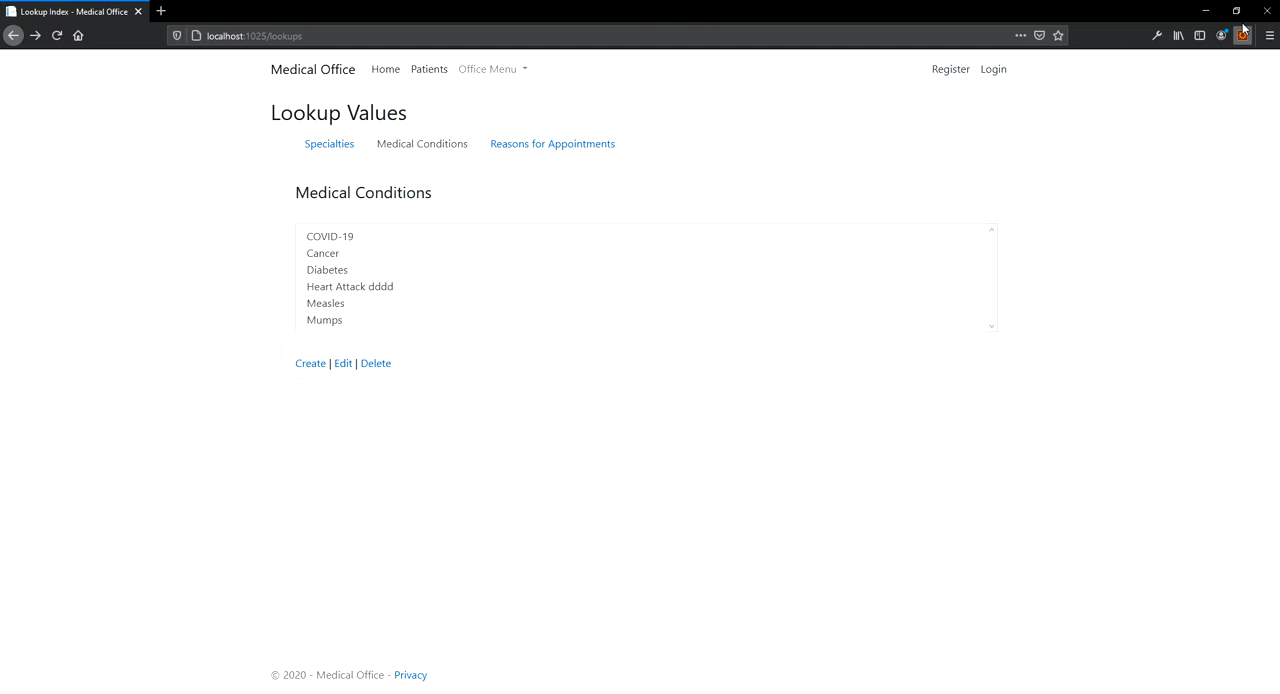 Lookup Index - Medical Office
localhost:1025/lookups
Medical Office Home Patients Office Menu Register Login
Lookup Values
Specialties Medical Conditions Reasons for Appointments
Medical Conditions
COVID-19
Cancer
Diabetes
Heart Attack dddd
Measles
Mumps
Create | Edit | Delete
© 2020 - Medical Office - Privacy